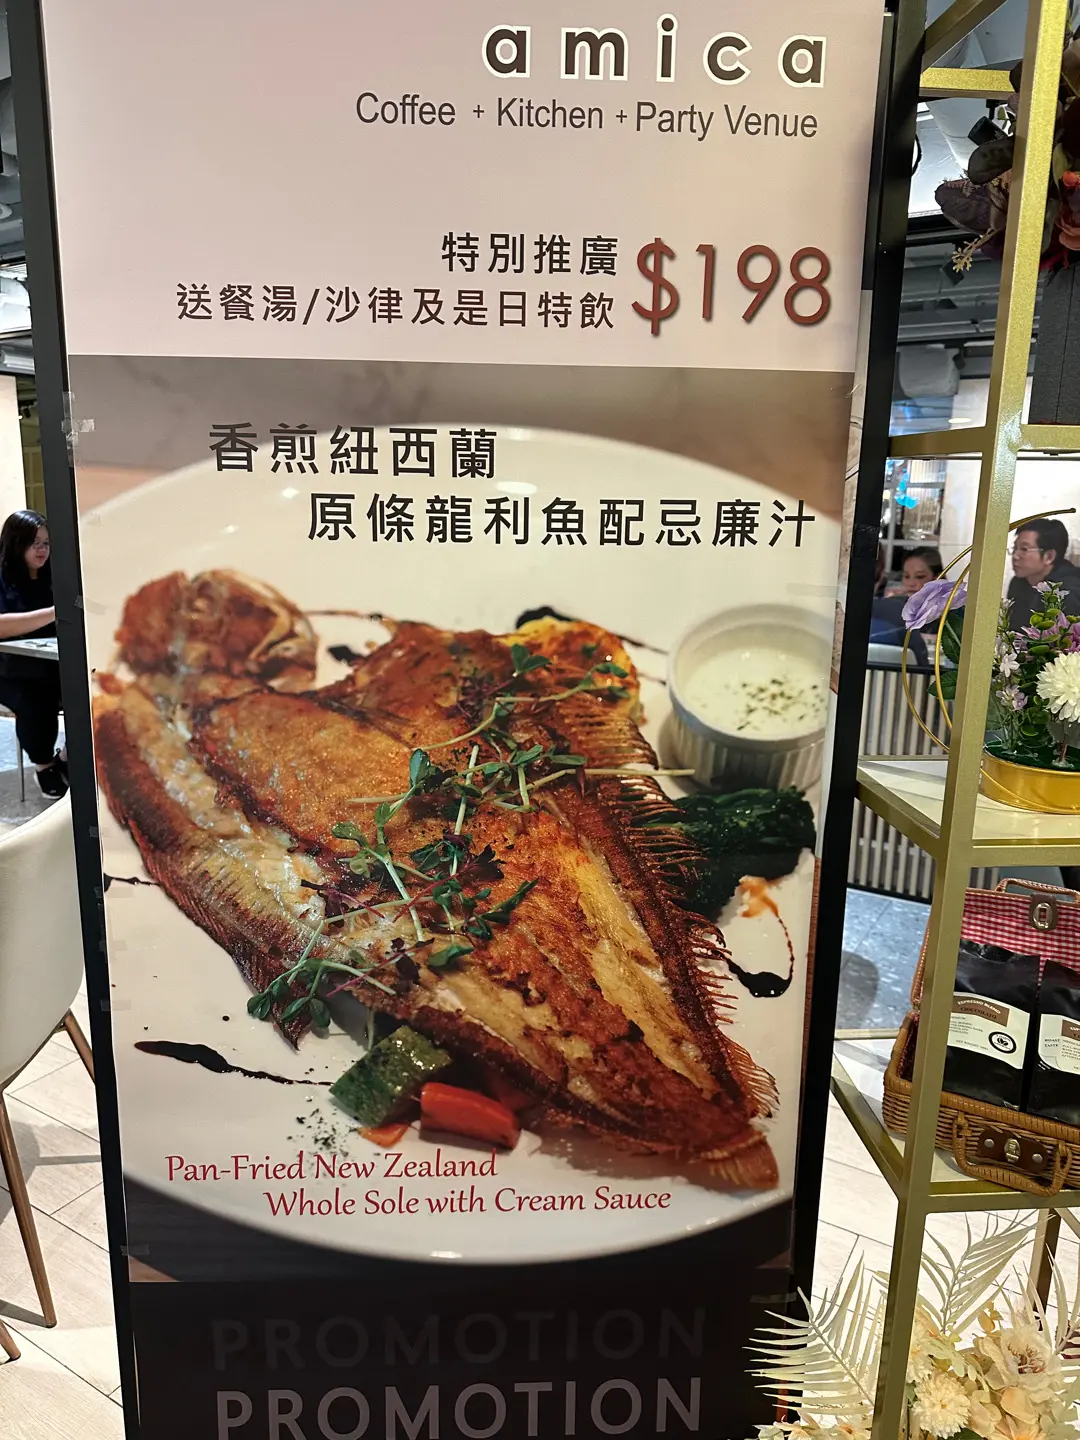 amica
Coffee + Kitchen + Party Venue
特別推廣
送餐湯/沙律及是日特飲 $198
香煎紐西蘭
原條龍利魚配忌廉汁
Pan-Fried New Zealand
Whole Sole with Cream Sauce
PROMOTION
PROMOTION
CHOCOLATE